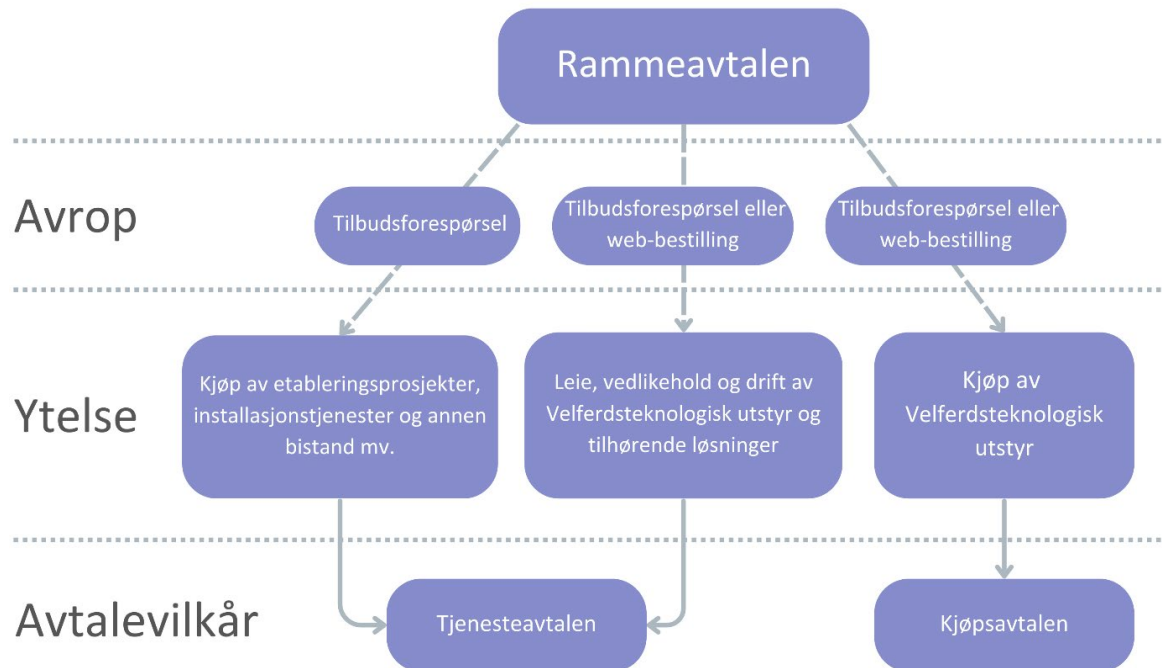 Rammeavtalen
Avrop
Tilbudsforespørsel
Tilbudsforespørsel eller
web-bestilling
Tilbudsforespørsel eller
web-bestilling
Ytelse
Kjøp av etableringsprosjekter,
installasjonstjenester og annen
bistand mv.
Leie, vedlikehold og drift av
Velferdsteknologisk utstyr og
tilhørende løsninger
Kjøp av
Velferdsteknologisk
utstyr
Avtalevilkår
Tjenesteavtalen
Kjøpsavtalen